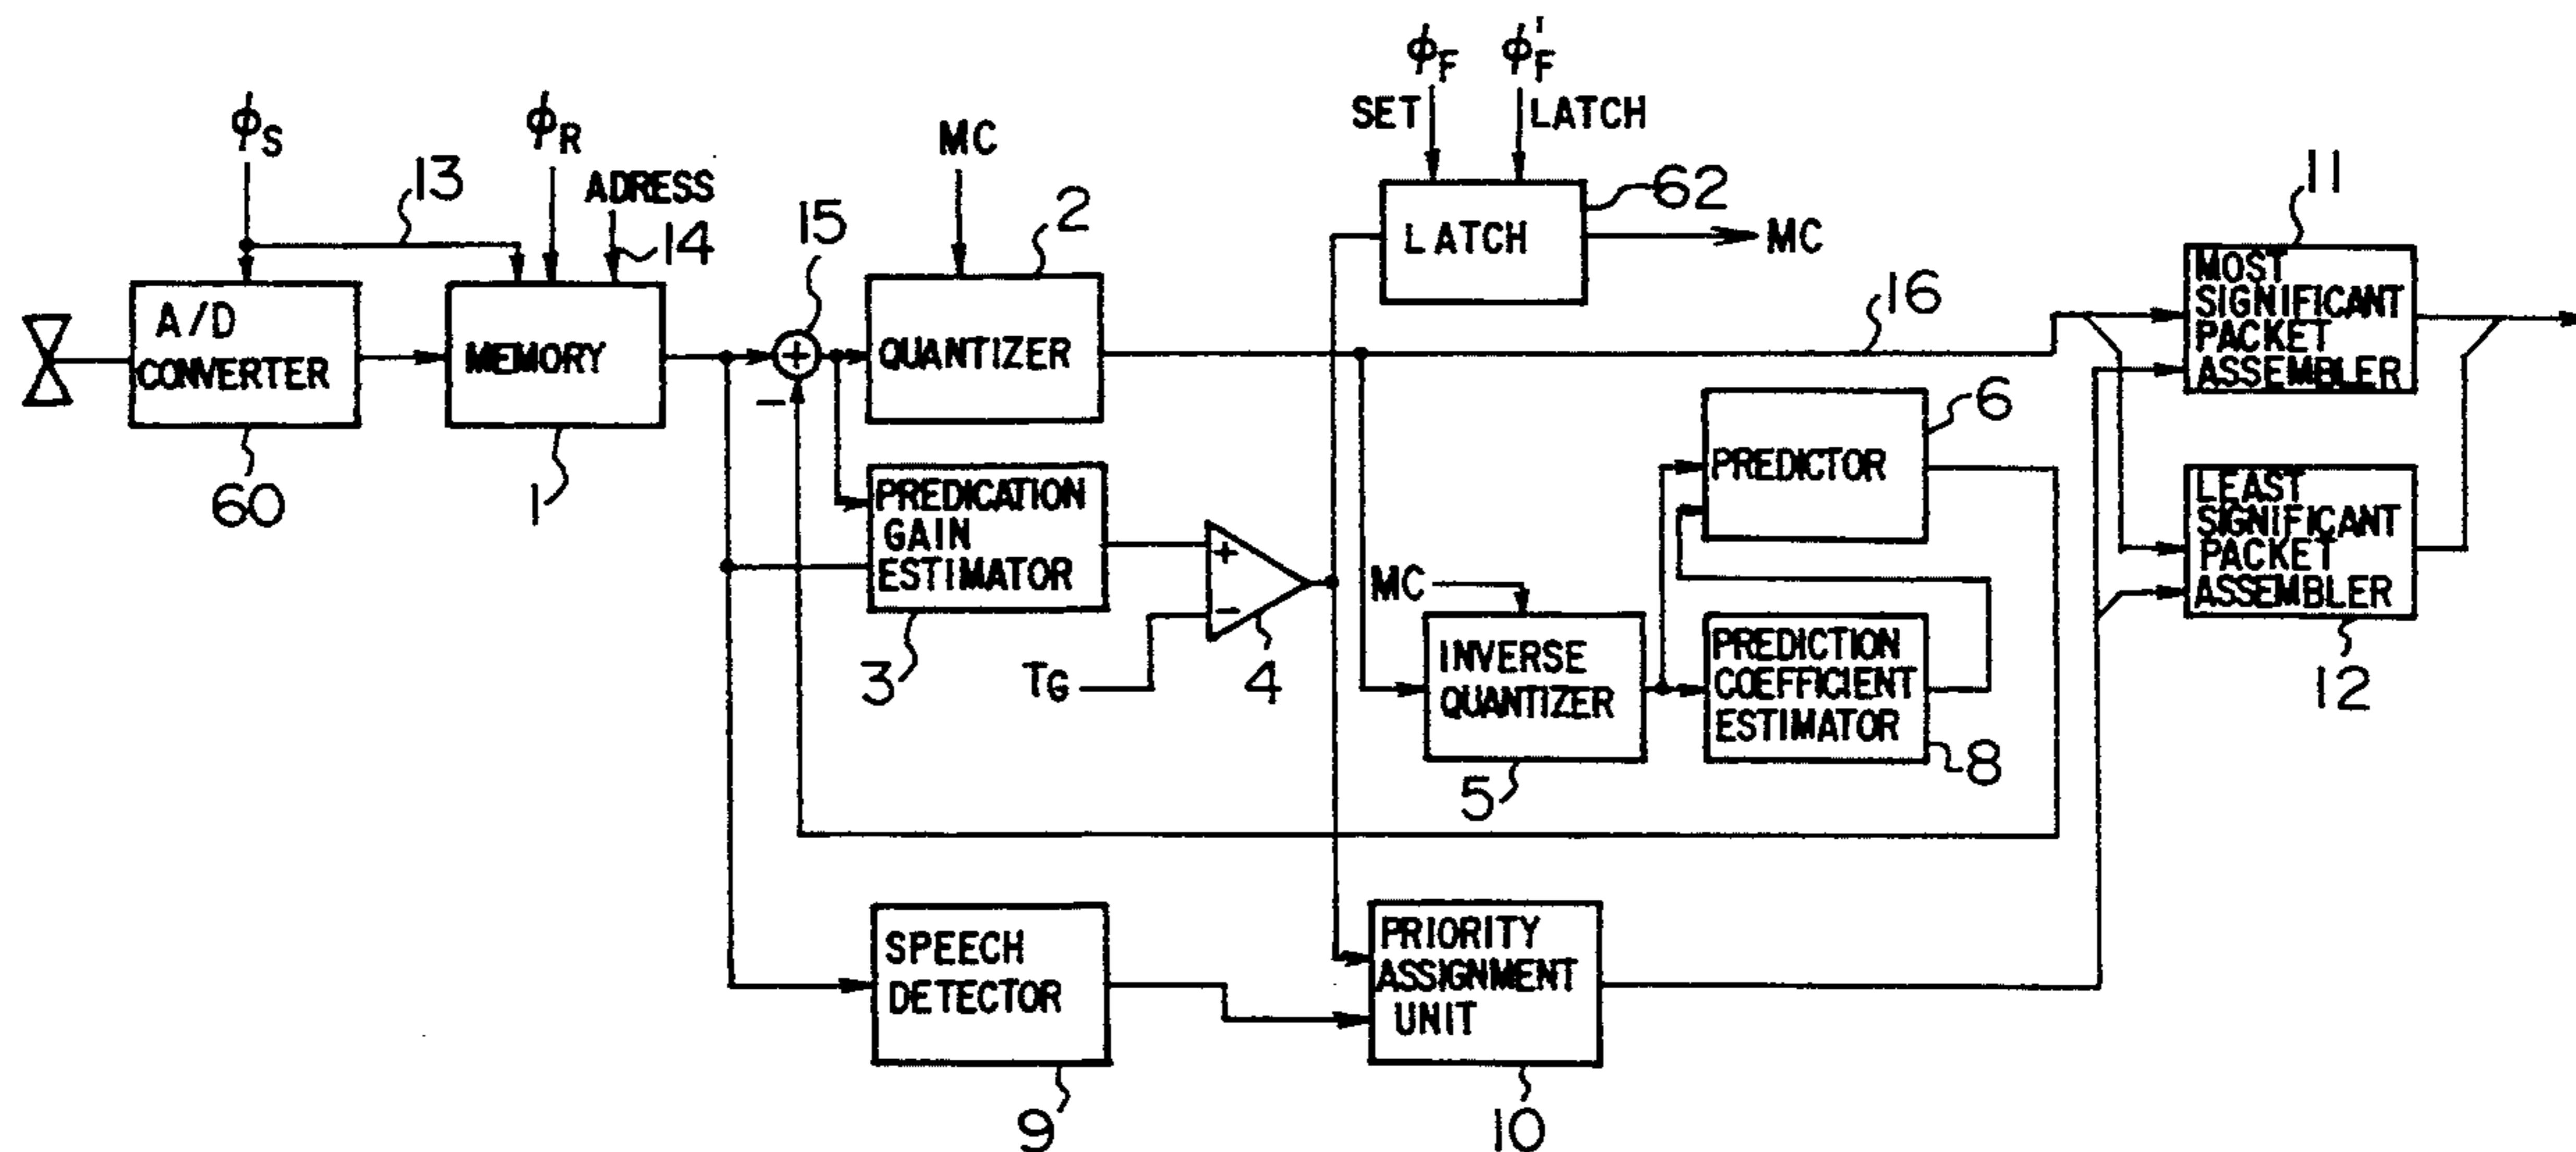 ϕS
ϕR
ADRESS
13
14
A/D
CONVERTER
60
MEMORY
1
15
+
−
MC
2
QUANTIZER
PREDICATION
GAIN
ESTIMATOR
3
+
−
4
TG
ϕF
ϕ'F
SET
LATCH
LATCH
62
MC
16
6
PREDICTOR
MC
INVERSE
QUANTIZER
5
PREDICTION
COEFFICIENT
ESTIMATOR
8
11
MOST
SIGNIFICANT
PACKET
ASSEMBLER
LEAST
SIGNIFICANT
PACKET
ASSEMBLER
12
SPEECH
DETECTOR
9
PRIORITY
ASSIGNMENT
UNIT
10